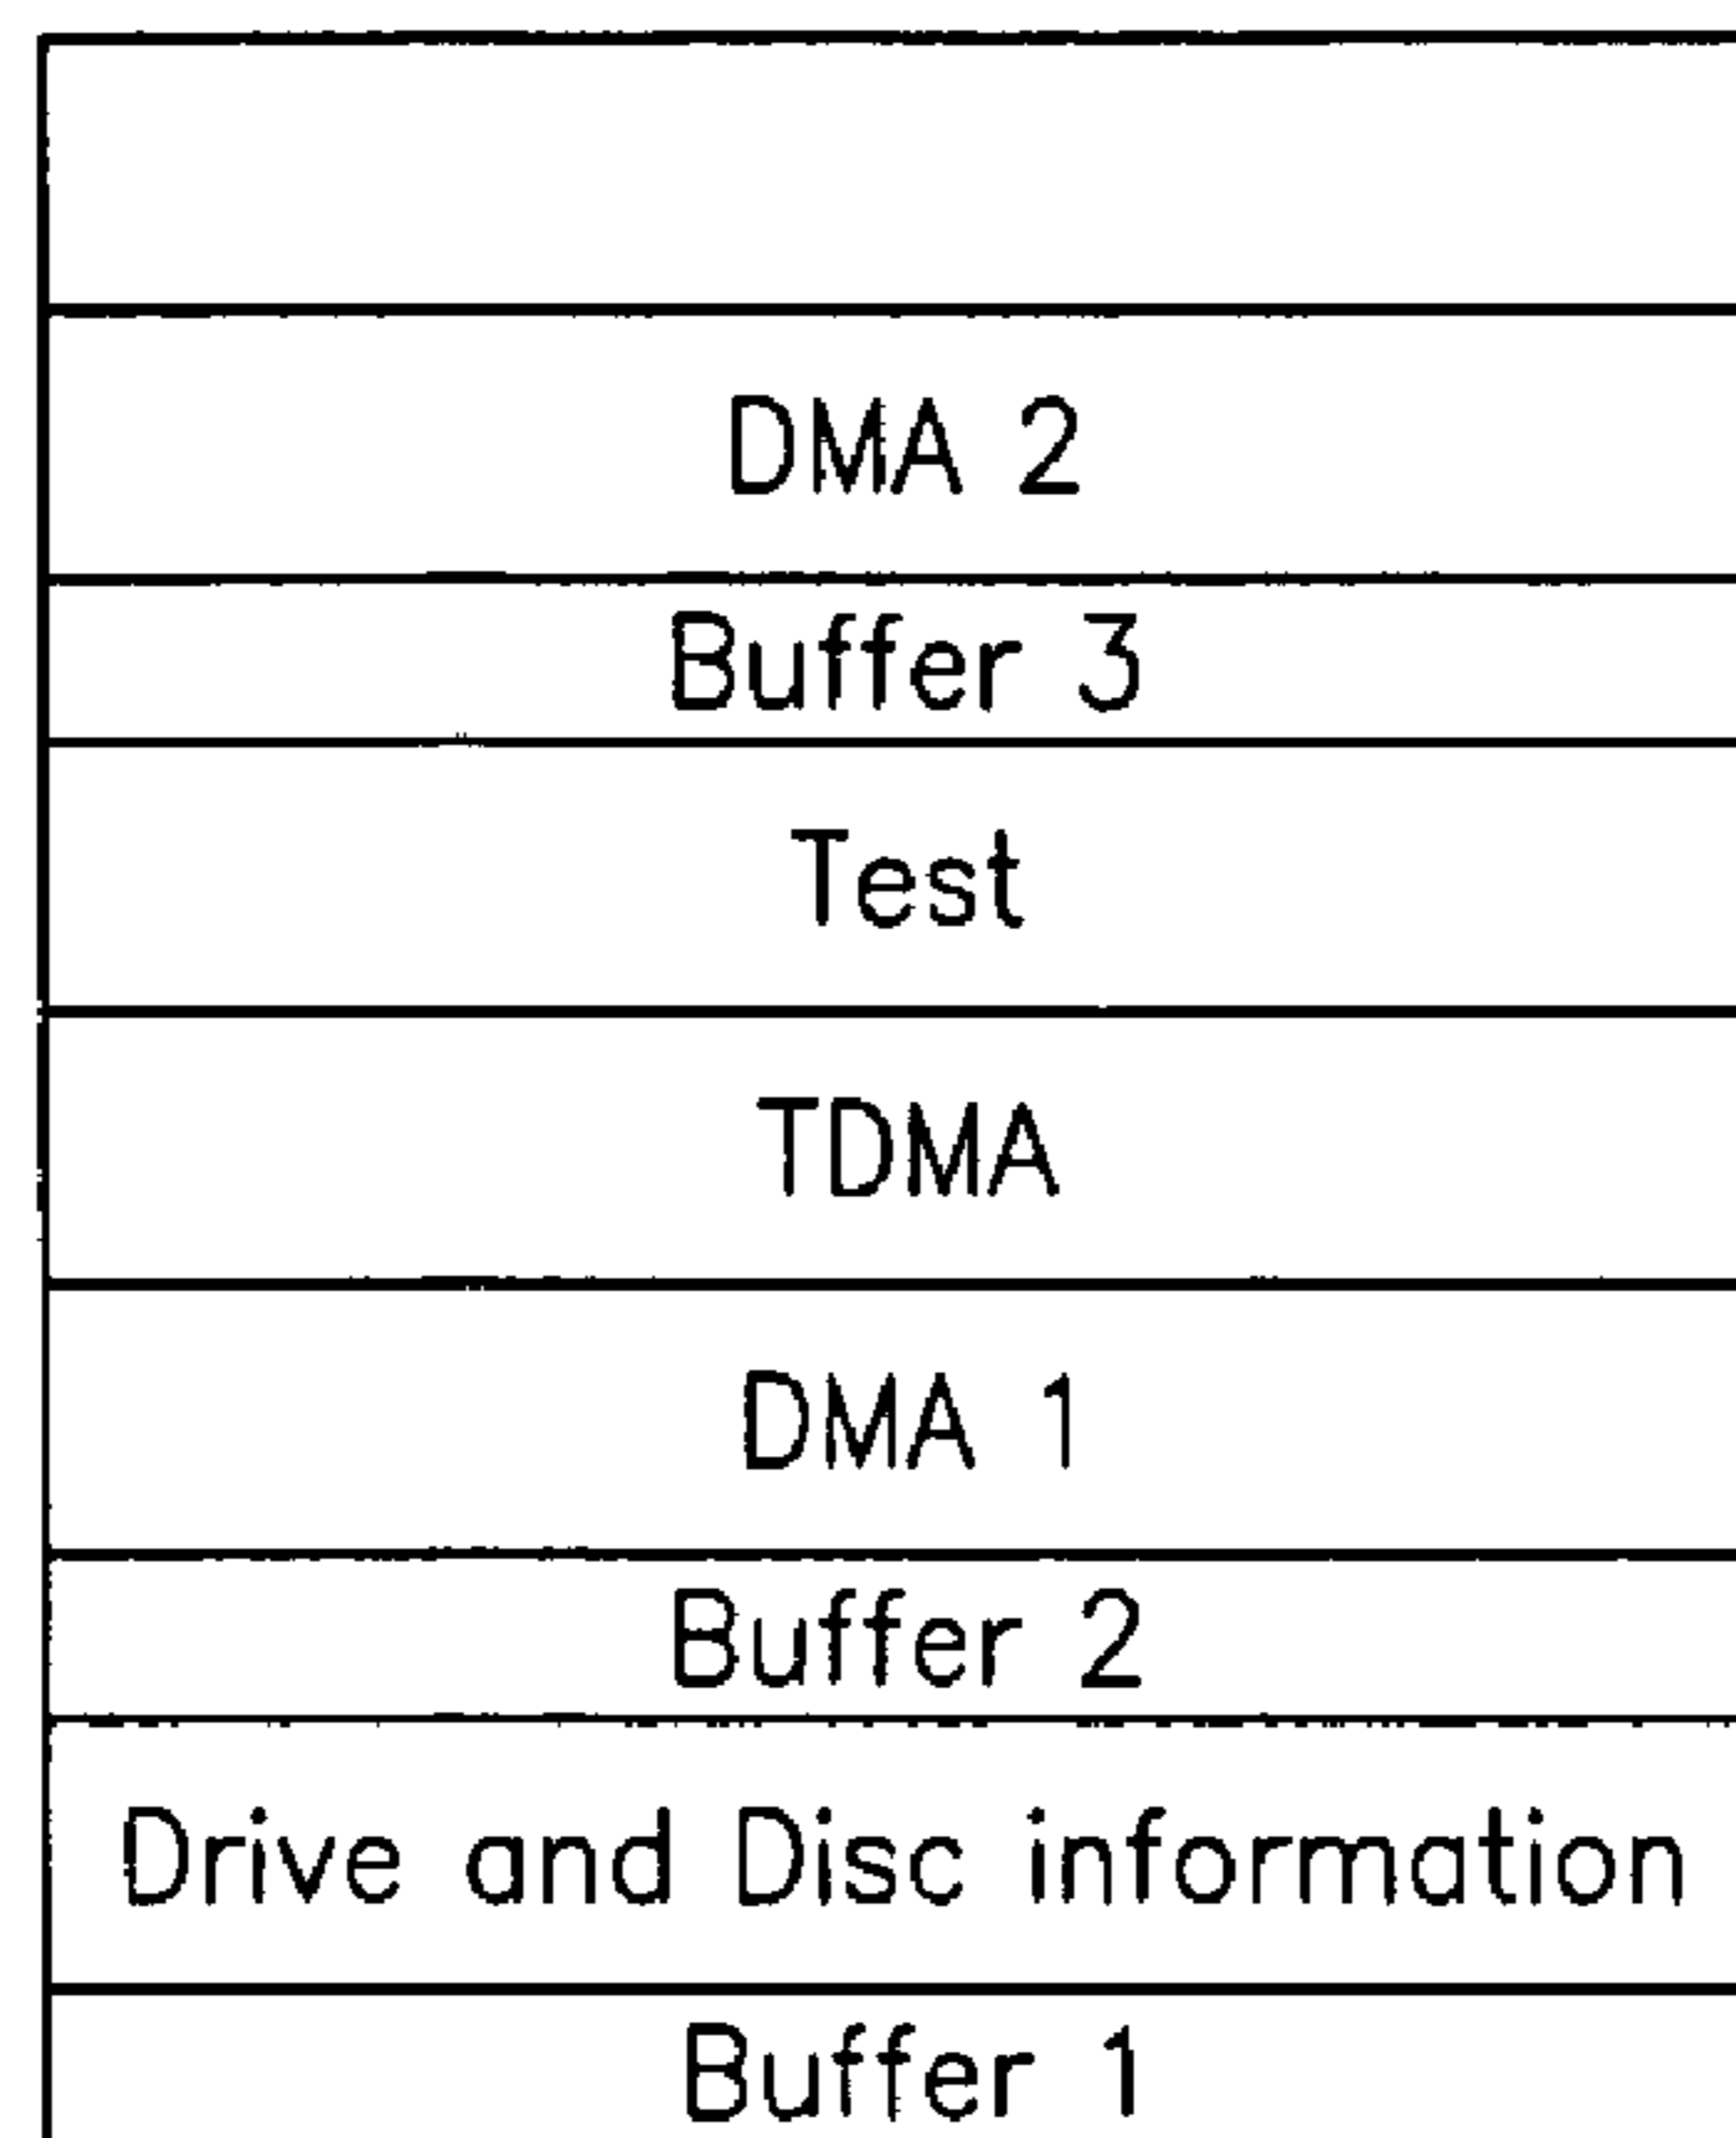 DMA 2
Buffer 3
Test
TDMA
DMA 1
Buffer 2
Drive and Disc information
Buffer 1